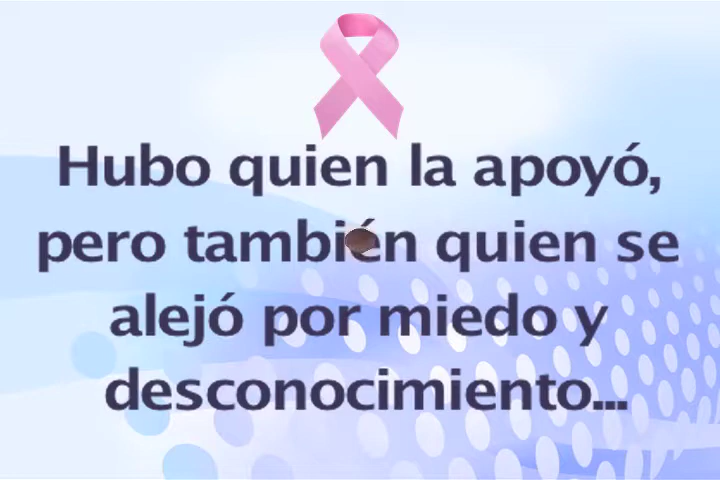 Hubo quien la apoyó,
pero también quien se
alejó por miedo y
desconocimiento...